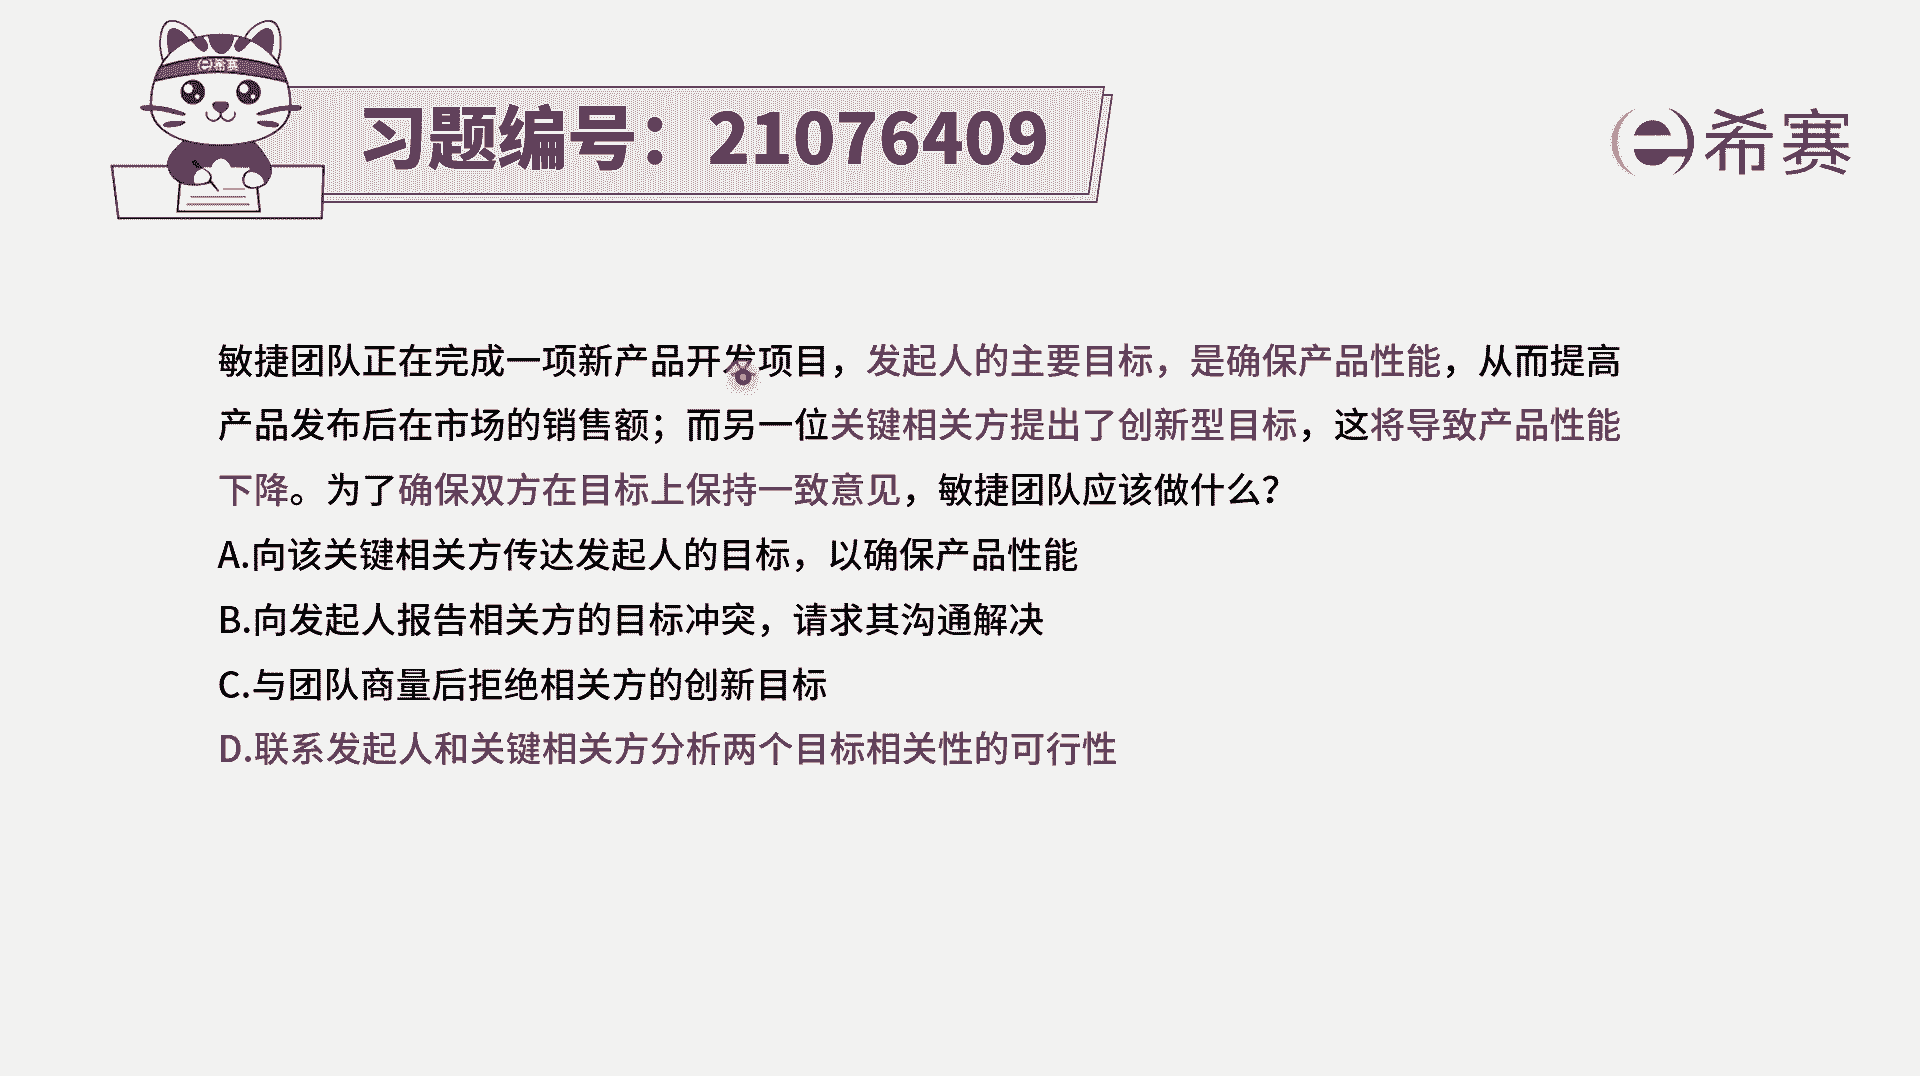 希赛
习题编号：21076409
希赛
敏捷团队正在完成一项新产品开发项目，发起人的主要目标，是确保产品性能，从而提高
产品发布后在市场的销售额；而另一位关键相关方提出了创新型目标，这将导致产品性能
下降。为了确保双方在目标上保持一致意见，敏捷团队应该做什么？
A.向该关键相关方传达发起人的目标，以确保产品性能
B.向发起人报告相关方的目标冲突，请求其沟通解决
C.与团队商量后拒绝相关方的创新目标
D.联系发起人和关键相关方分析两个目标相关性的可行性